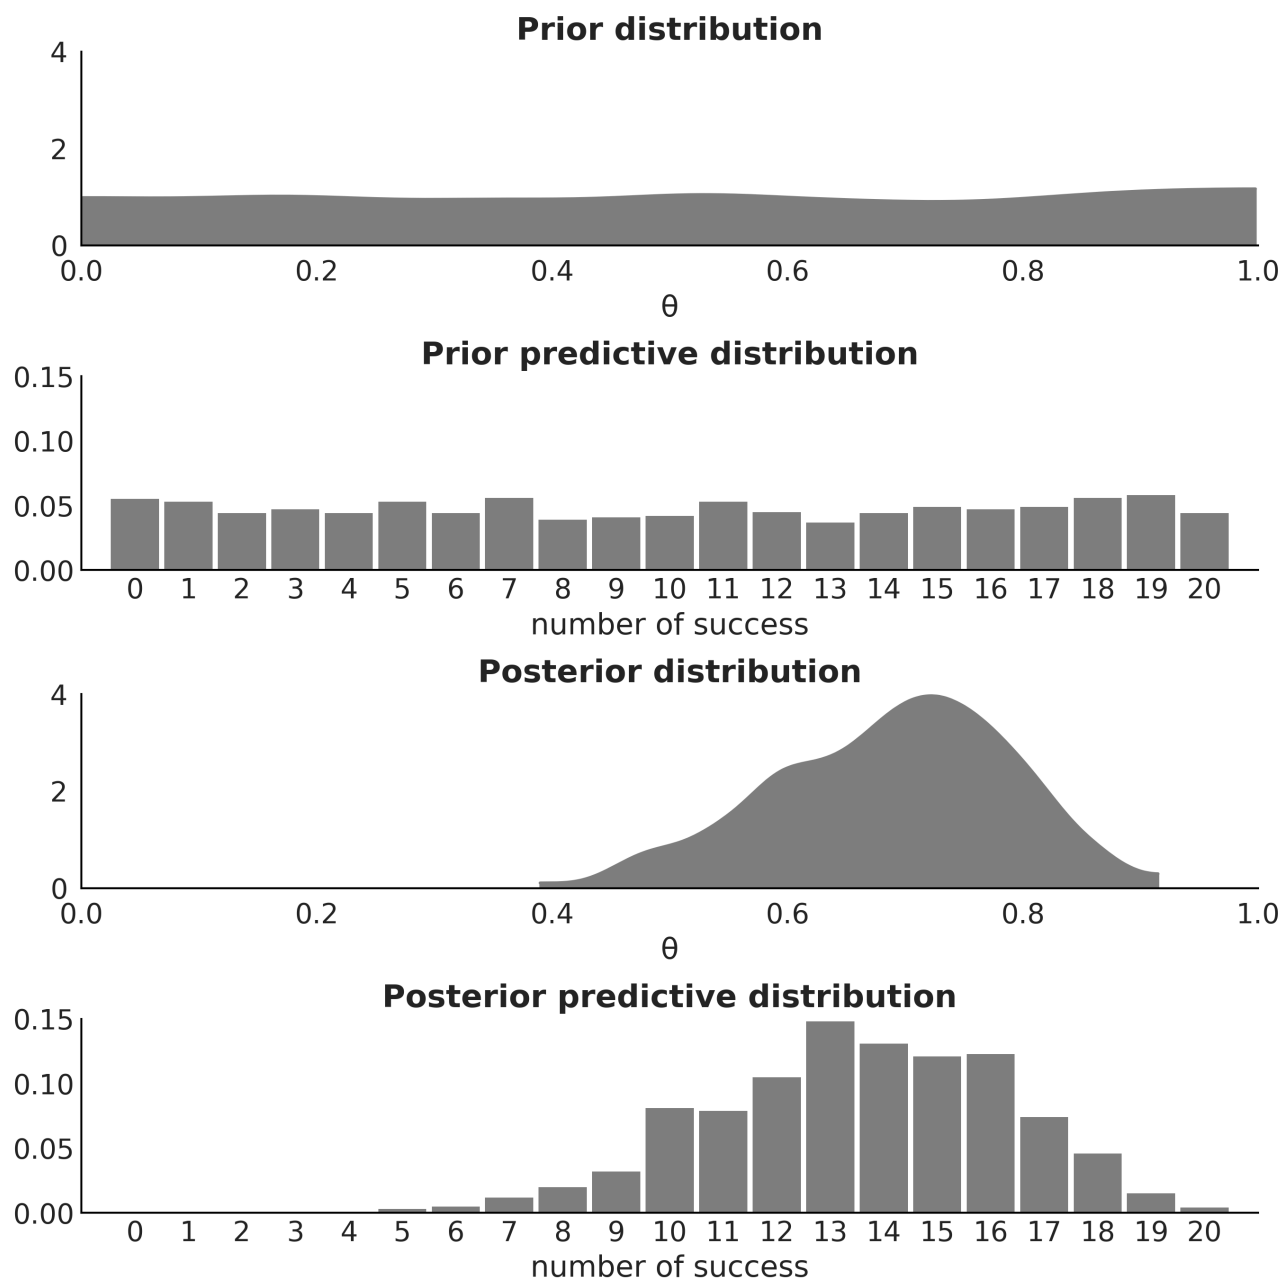 Prior distribution
4
2
0
0.0 0.2 0.4 0.6 0.8 1.0
θ
Prior predictive distribution
0.15
0.10
0.05
0.00
0 1 2 3 4 5 6 7 8 9 10 11 12 13 14 15 16 17 18 19 20
number of success
Posterior distribution
4
2
0
0.0 0.2 0.4 0.6 0.8 1.0
θ
Posterior predictive distribution
0.15
0.10
0.05
0.00
0 1 2 3 4 5 6 7 8 9 10 11 12 13 14 15 16 17 18 19 20
number of success